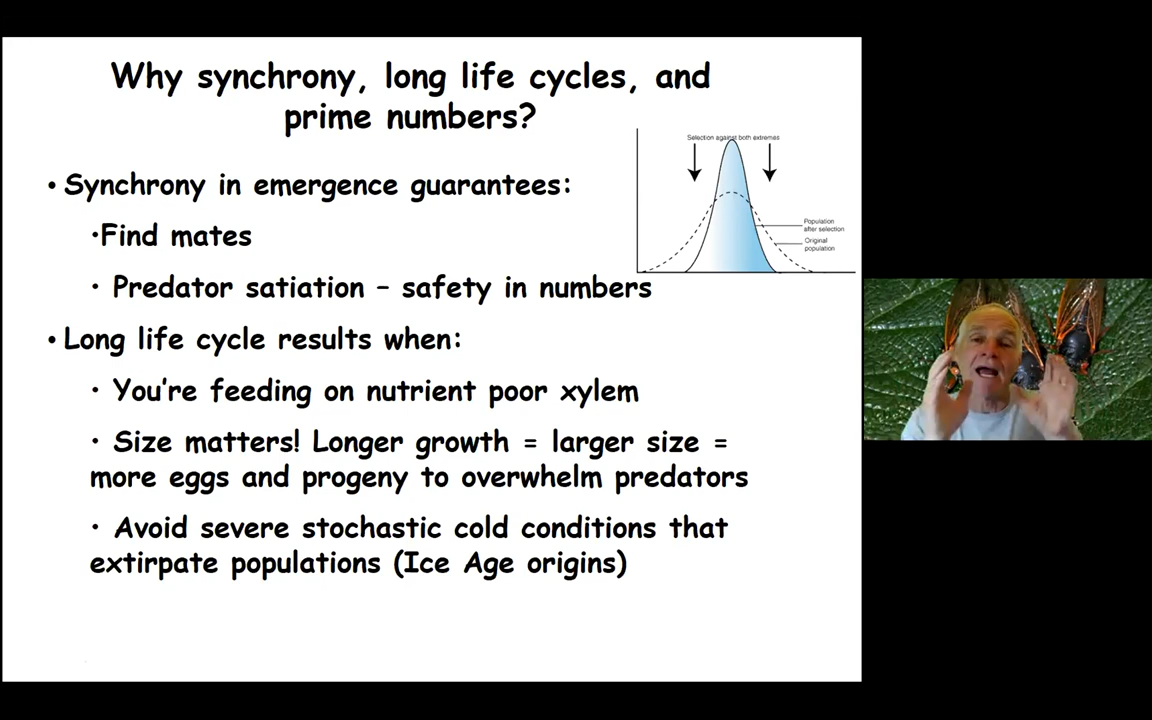 Why synchrony, long life cycles, and
prime numbers?
Selection against both extremes
• Synchrony in emergence guarantees:
•Find mates
Population
after selection
Original
population
• Predator satiation – safety in numbers
• Long life cycle results when:
• You're feeding on nutrient poor xylem
• Size matters! Longer growth = larger size =
more eggs and progeny to overwhelm predators
• Avoid severe stochastic cold conditions that
extirpate populations (Ice Age origins)